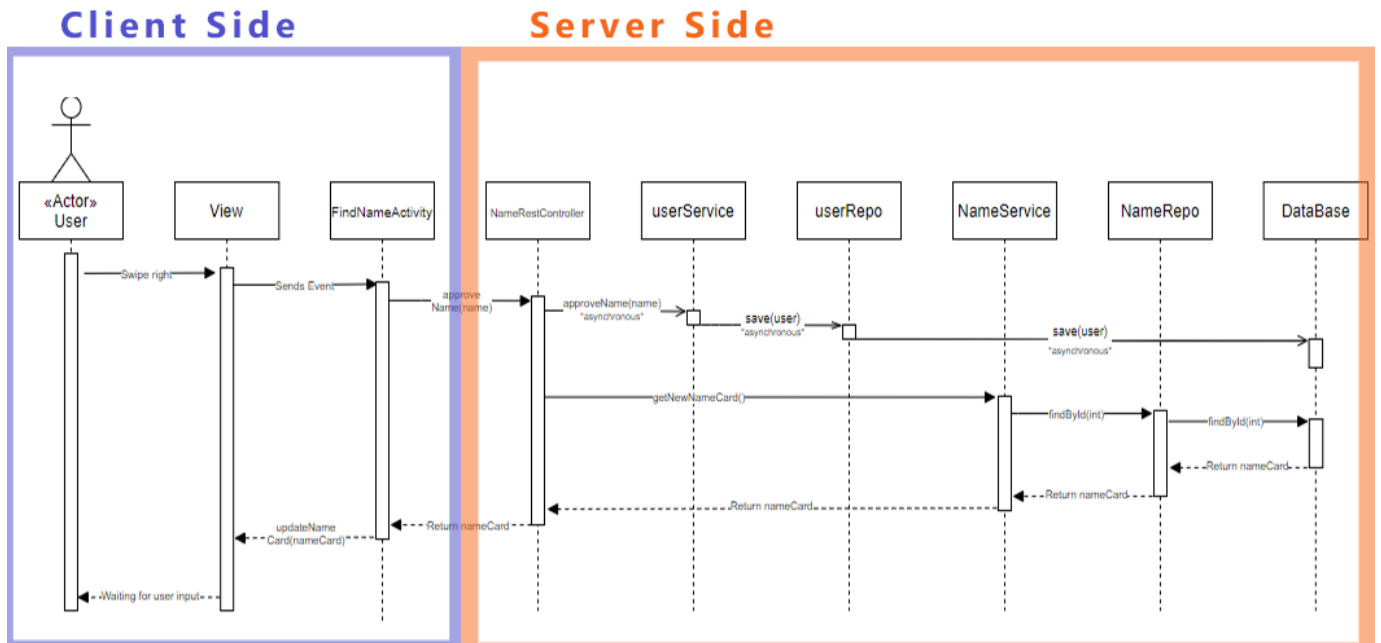 Client Side
Server Side
«Actor»
User
View
FindNameActivity
NameRestController
userService
userRepo
NameService
NameRepo
DataBase
Swipe right
Sends Event
approve
Name(name)
approveName(name)
*asynchronous*
save(user)
*asynchronous*
save(user)
*asynchronous*
getNewNameCard()
findById(int)
findById(int)
Return nameCard
Return nameCard
Return nameCard
Return nameCard
updateName
Card(nameCard)
Waiting for user input